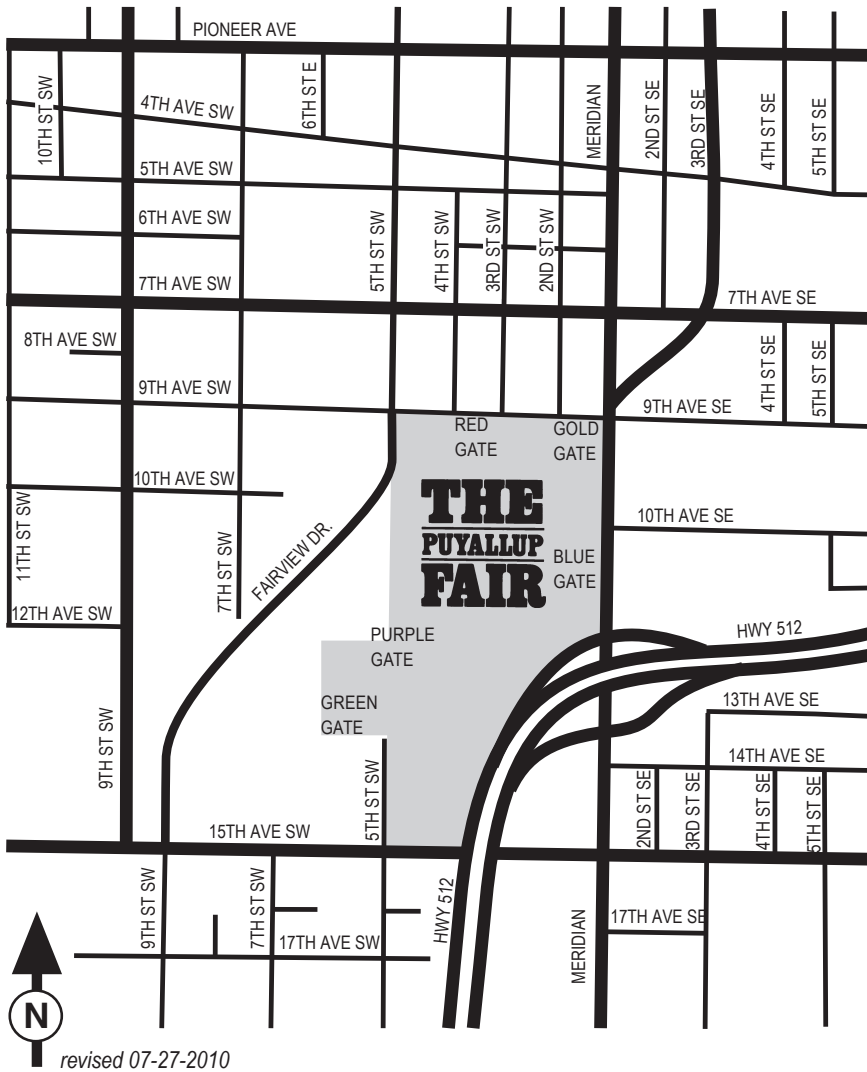 PIONEER AVE
10TH ST SW
4TH AVE SW
6TH ST E
MERIDIAN
2ND ST SE
3RD ST SE
4TH ST SE
5TH ST SE
5TH AVE SW
6TH AVE SW
5TH ST SW
4TH ST SW
3RD ST SW
2ND ST SW
7TH AVE SW
7TH AVE SE
8TH AVE SW
4TH ST SE
5TH ST SE
9TH AVE SW
9TH AVE SE
RED
GATE
GOLD
GATE
10TH AVE SW
11TH ST SW
7TH ST SW
FAIRVIEW DR.
THE
PUYALLUP
FAIR
10TH AVE SE
BLUE
GATE
12TH AVE SW
PURPLE
GATE
HWY 512
GREEN
GATE
13TH AVE SE
9TH ST SW
14TH AVE SE
5TH ST SW
2ND ST SE
3RD ST SE
4TH ST SE
5TH ST SE
15TH AVE SW
9TH ST SW
7TH ST SW
HWY 512
MERIDIAN
17TH AVE SE
17TH AVE SW
N
revised 07-27-2010